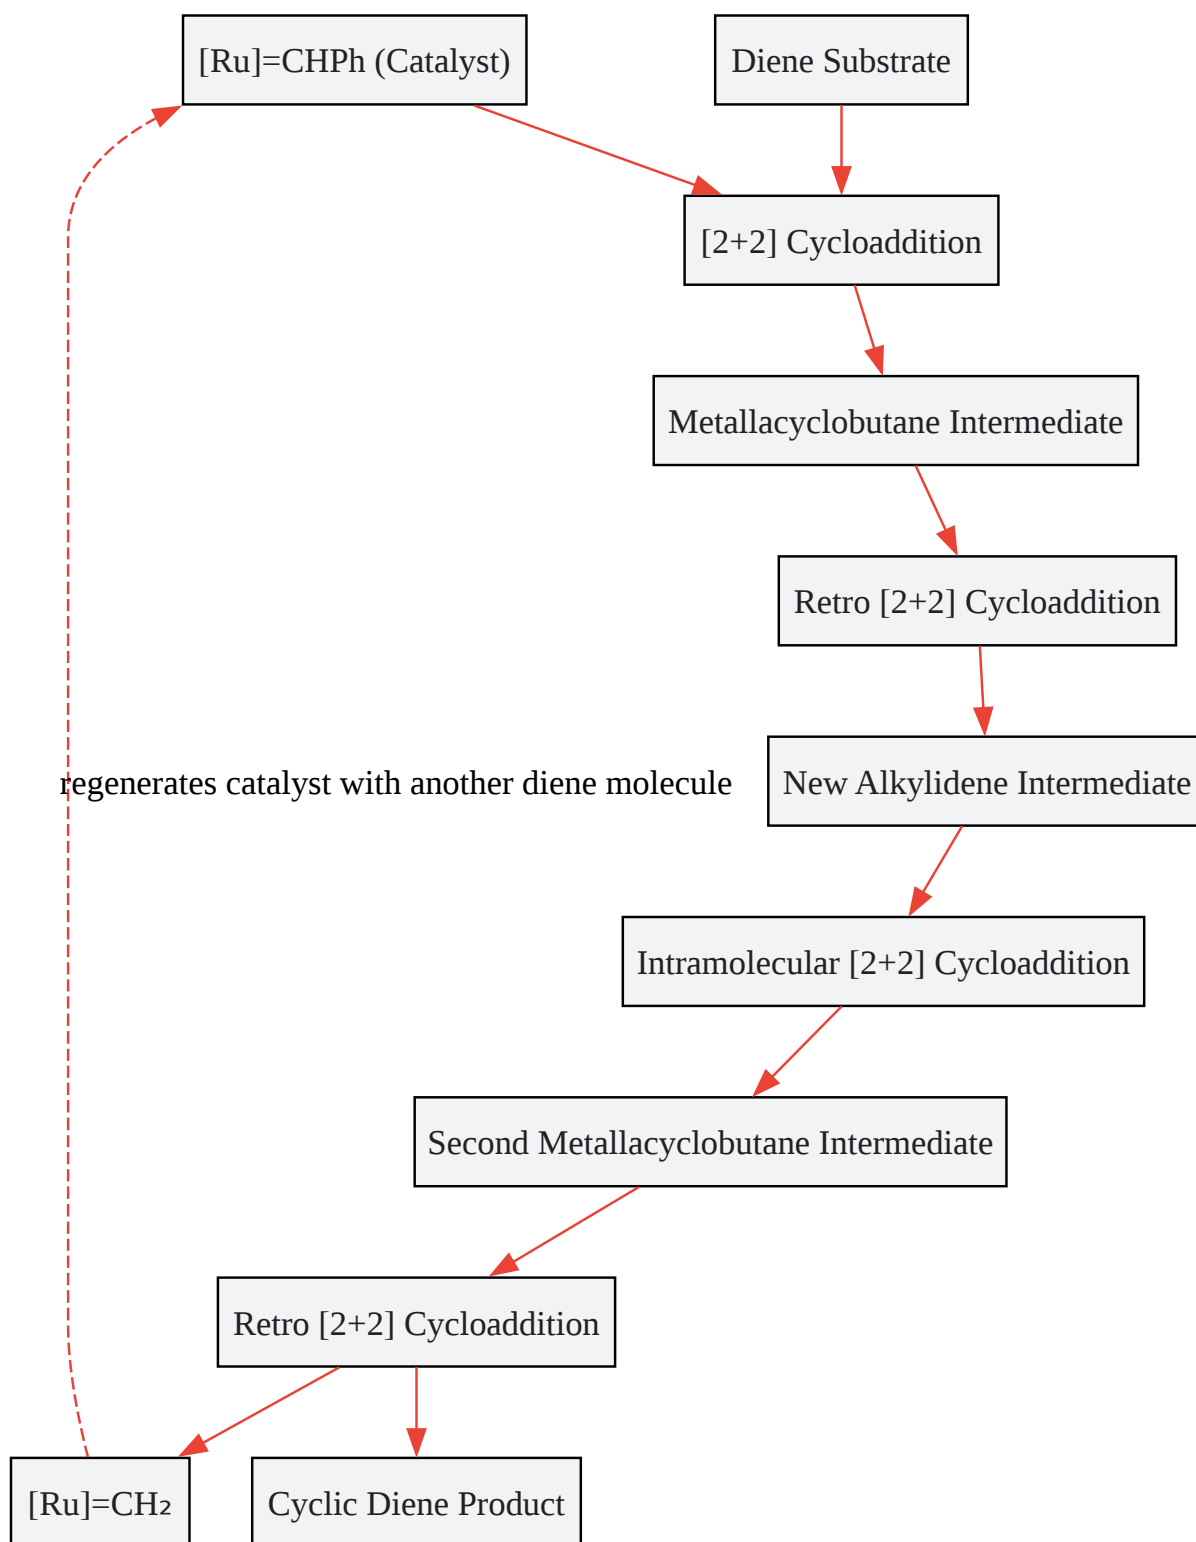 [Ru]=CHPh (Catalyst)
Diene Substrate
[2+2] Cycloaddition
Metallacyclobutane Intermediate
Retro [2+2] Cycloaddition
regenerates catalyst with another diene molecule
New Alkylidene Intermediate
Intramolecular [2+2] Cycloaddition
Second Metallacyclobutane Intermediate
Retro [2+2] Cycloaddition
[Ru]=CH₂
Cyclic Diene Product